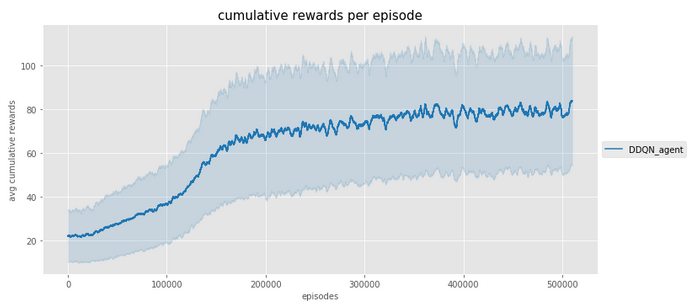 cumulative rewards per episode
avg cumulative rewards
100
80
60
40
20
0
100000
200000
300000
400000
500000
episodes
DDQN_agent